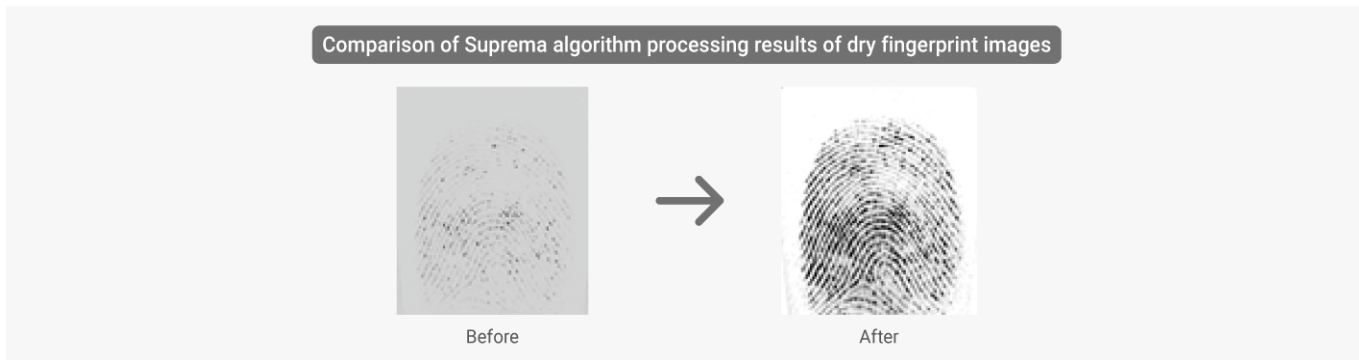 Comparison of Suprema algorithm processing results of dry fingerprint images
Before
After